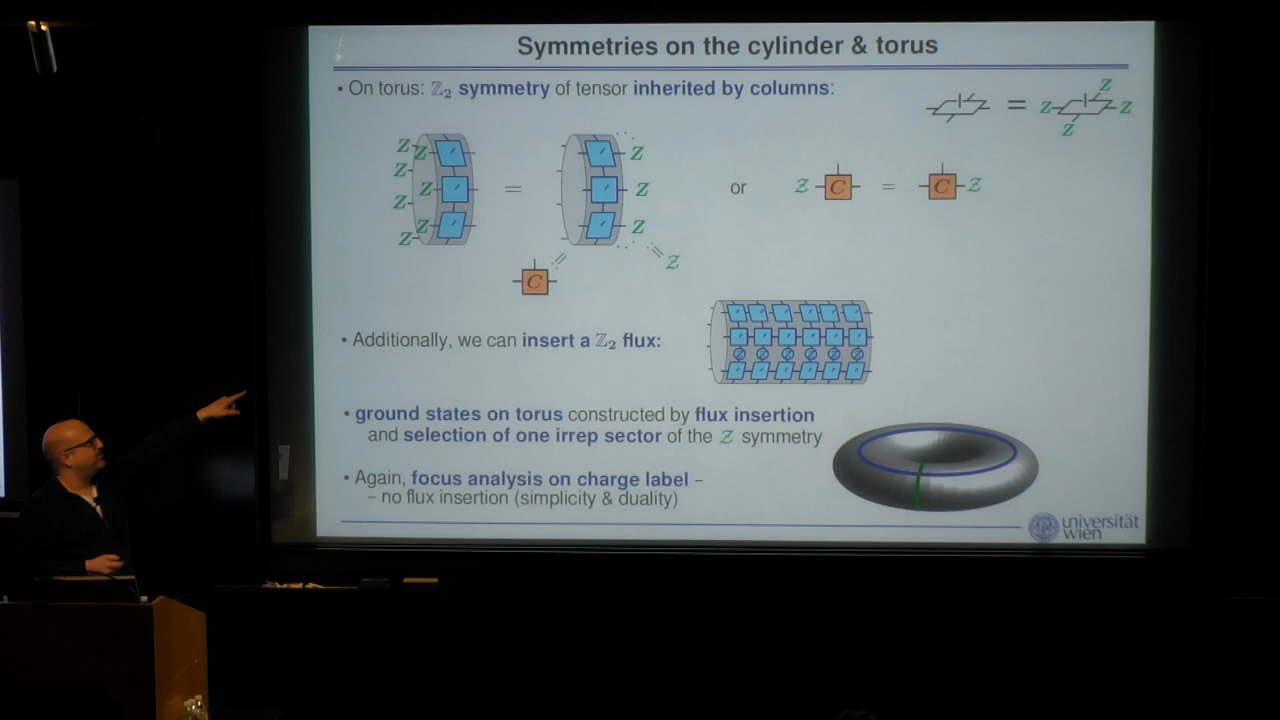 Symmetries on the cylinder & torus
• On torus: ℤ₂ symmetry of tensor inherited by columns:
= Z Z Z Z
Z Z Z Z Z Z Z Z = Z Z Z or Z C = C Z
C Z
• Additionally, we can insert a ℤ₂ flux:
• ground states on torus constructed by flux insertion
and selection of one irrep sector of the Z symmetry
• Again, focus analysis on charge label –
– no flux insertion (simplicity & duality)
universität
wien